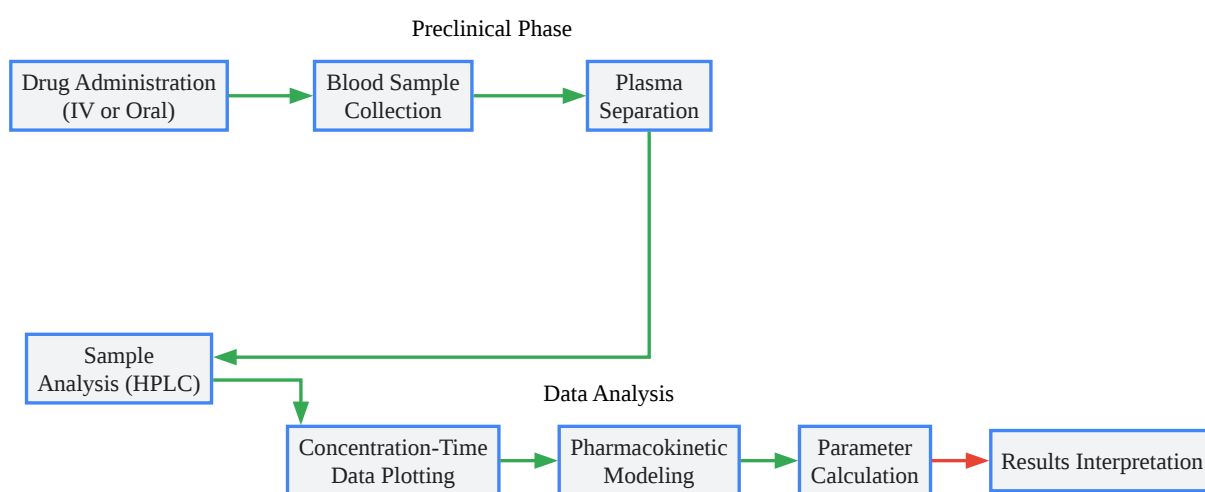 Preclinical Phase
Drug Administration
(IV or Oral)
Blood Sample
Collection
Plasma
Separation
Sample
Analysis (HPLC)
Data Analysis
Concentration-Time
Data Plotting
Pharmacokinetic
Modeling
Parameter
Calculation
Results Interpretation